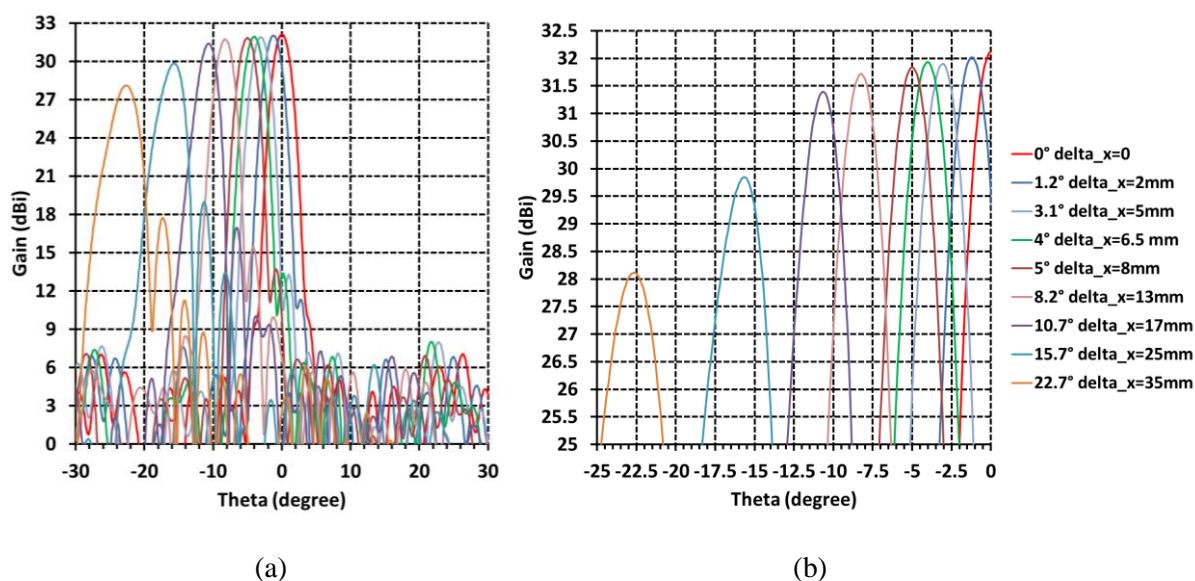 33
30
27
24
21
18
15
12
9
6
3
0
Gain (dBi)
-30 -20 -10 0 10 20 30
Theta (degree)
(a)
32.5
32
31.5
31
30.5
30
29.5
29
28.5
28
27.5
27
26.5
26
25.5
25
Gain (dBi)
-25 -22.5 -20 -17.5 -15 -12.5 -10 -7.5 -5 -2.5 0
Theta (degree)
(b)
0° delta_x=0
1.2° delta_x=2mm
3.1° delta_x=5mm
4° delta_x=6.5 mm
5° delta_x=8mm
8.2° delta_x=13mm
10.7° delta_x=17mm
15.7° delta_x=25mm
22.7° delta_x=35mm